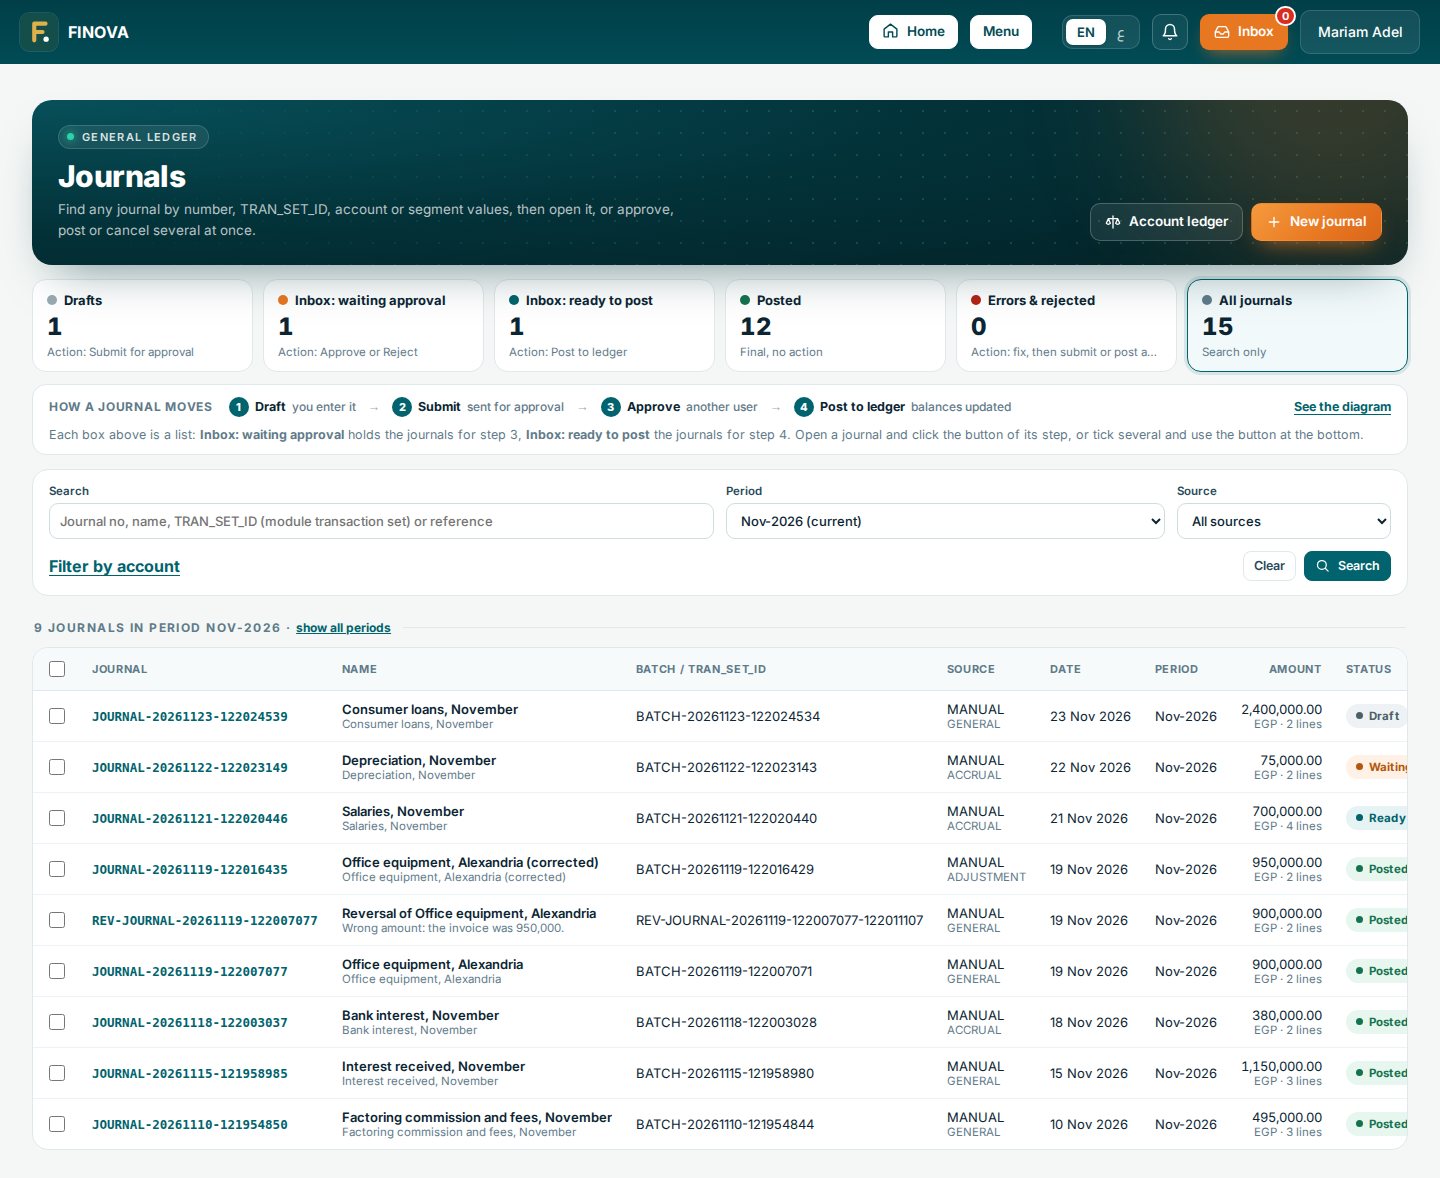 F. FINOVA
Home
Menu
EN
ع
Inbox
0
Mariam Adel
GENERAL LEDGER
Journals
Find any journal by number, TRAN_SET_ID, account or segment values, then open it, or approve,
post or cancel several at once.
Account ledger
+ New journal
Drafts
1
Action: Submit for approval
Inbox: waiting approval
1
Action: Approve or Reject
Inbox: ready to post
1
Action: Post to ledger
Posted
12
Final, no action
Errors & rejected
0
Action: fix, then submit or post a...
All journals
15
Search only
HOW A JOURNAL MOVES 1 Draft you enter it → 2 Submit sent for approval → 3 Approve another user → 4 Post to ledger balances updated See the diagram
Each box above is a list: Inbox: waiting approval holds the journals for step 3, Inbox: ready to post the journals for step 4. Open a journal and click the button of its step, or tick several and use the button at the bottom.
Search
Journal no, name, TRAN_SET_ID (module transaction set) or reference
Period
Nov-2026 (current)
Source
All sources
Filter by account
Clear
Search
9 JOURNALS IN PERIOD NOV-2026 · show all periods
JOURNAL NAME BATCH / TRAN_SET_ID SOURCE DATE PERIOD AMOUNT STATUS
JOURNAL-20261123-122024539 Consumer loans, November BATCH-20261123-122024534 MANUAL 23 Nov 2026 Nov-2026 2,400,000.00 Draft
Consumer loans, November GENERAL EGP · 2 lines
JOURNAL-20261122-122023149 Depreciation, November BATCH-20261122-122023143 MANUAL 22 Nov 2026 Nov-2026 75,000.00 Waiting
Depreciation, November ACCRUAL EGP · 2 lines
JOURNAL-20261121-122020446 Salaries, November BATCH-20261121-122020440 MANUAL 21 Nov 2026 Nov-2026 700,000.00 Ready
Salaries, November ACCRUAL EGP · 4 lines
JOURNAL-20261119-122016435 Office equipment, Alexandria (corrected) BATCH-20261119-122016429 MANUAL 19 Nov 2026 Nov-2026 950,000.00 Posted
Office equipment, Alexandria (corrected) ADJUSTMENT EGP · 2 lines
REV-JOURNAL-20261119-122007077 Reversal of Office equipment, Alexandria REV-JOURNAL-20261119-122007077-122011107 MANUAL 19 Nov 2026 Nov-2026 900,000.00 Posted
Wrong amount: the invoice was 950,000. GENERAL EGP · 2 lines
JOURNAL-20261119-122007077 Office equipment, Alexandria BATCH-20261119-122007071 MANUAL 19 Nov 2026 Nov-2026 900,000.00 Posted
Office equipment, Alexandria GENERAL EGP · 2 lines
JOURNAL-20261118-122003037 Bank interest, November BATCH-20261118-122003028 MANUAL 18 Nov 2026 Nov-2026 380,000.00 Posted
Bank interest, November ACCRUAL EGP · 2 lines
JOURNAL-20261115-121958985 Interest received, November BATCH-20261115-121958980 MANUAL 15 Nov 2026 Nov-2026 1,150,000.00 Posted
Interest received, November GENERAL EGP · 3 lines
JOURNAL-20261110-121954850 Factoring commission and fees, November BATCH-20261110-121954844 MANUAL 10 Nov 2026 Nov-2026 495,000.00 Posted
Factoring commission and fees, November GENERAL EGP · 3 lines